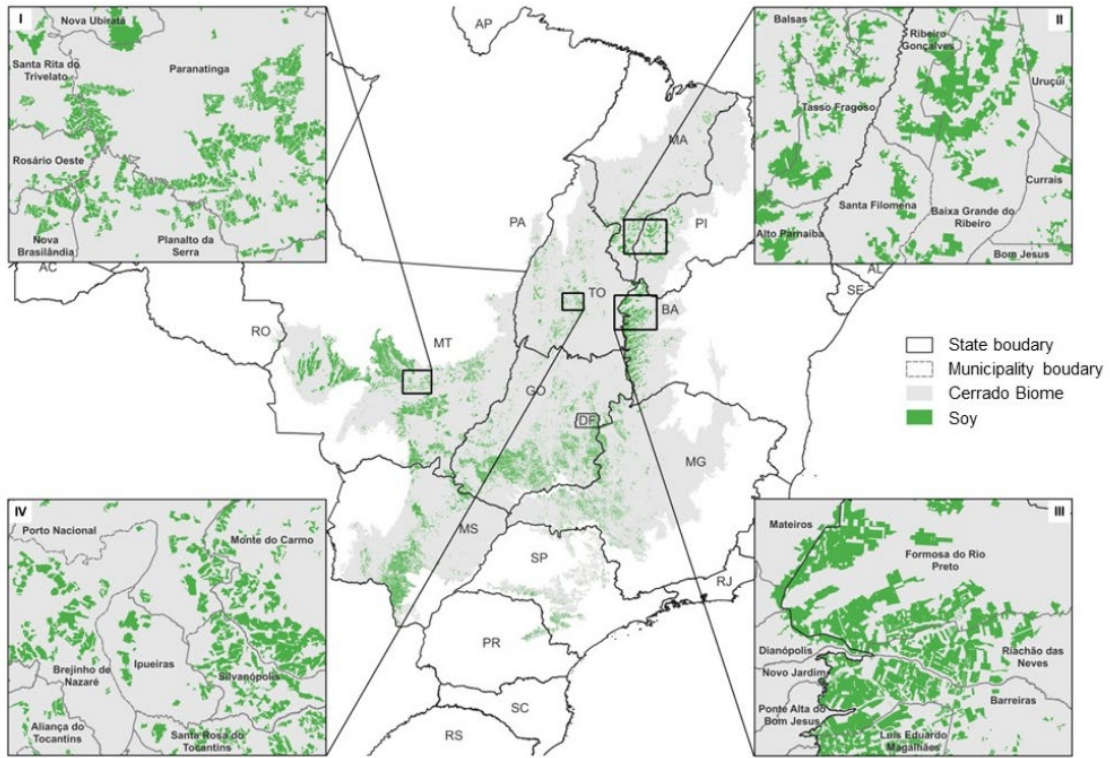 I
Nova Ubiratã
Santa Rita do
Trivelato
Paranatinga
Rosário Oeste
Nova
Brasilândia
Planalto da
Serra
II
Balsas
Ribeiro
Gonçalves
Uruçuí
Tasso Fragoso
Currais
Santa Filomena
Baixa Grande do
Ribeiro
Alto Parnaíba
Bom Jesus
AP
MA
PA
PI
AC
AL
SE
TO
BA
RO
MT
GO
DF
MG
MS
SP
RJ
PR
SC
RS
State boudary
Municipality boudary
Cerrado Biome
Soy
IV
Porto Nacional
Monte do Carmo
Brejinho de
Nazaré
Ipueiras
Silvanópolis
Aliança do
Tocantins
Santa Rosa do
Tocantins
III
Mateiros
Formosa do Rio
Preto
Dianópolis
Riachão das
Neves
Novo Jardim
Barreiras
Ponte Alta do
Bom Jesus
Luís Eduardo
Magalhães